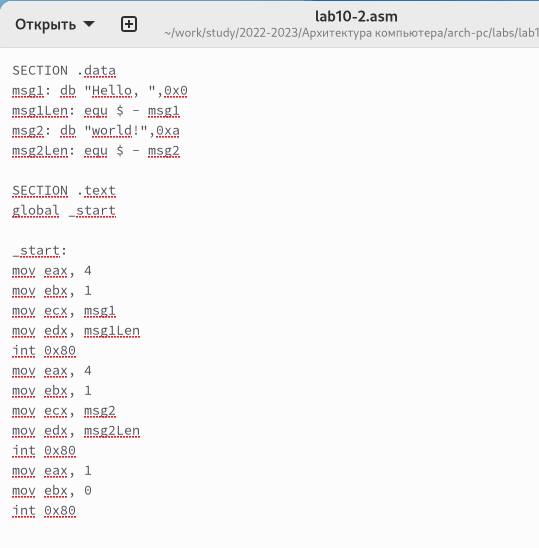 Открыть
lab10-2.asm
~/work/study/2022-2023/Архитектура компьютера/arch-pc/labs/lab1
SECTION .data
msg1: db "Hello, ",0x0
msg1Len: equ $ - msg1
msg2: db "world!",0xa
msg2Len: equ $ - msg2
SECTION .text
global _start
_start:
mov eax, 4
mov ebx, 1
mov ecx, msg1
mov edx, msg1Len
int 0x80
mov eax, 4
mov ebx, 1
mov ecx, msg2
mov edx, msg2Len
int 0x80
mov eax, 1
mov ebx, 0
int 0x80